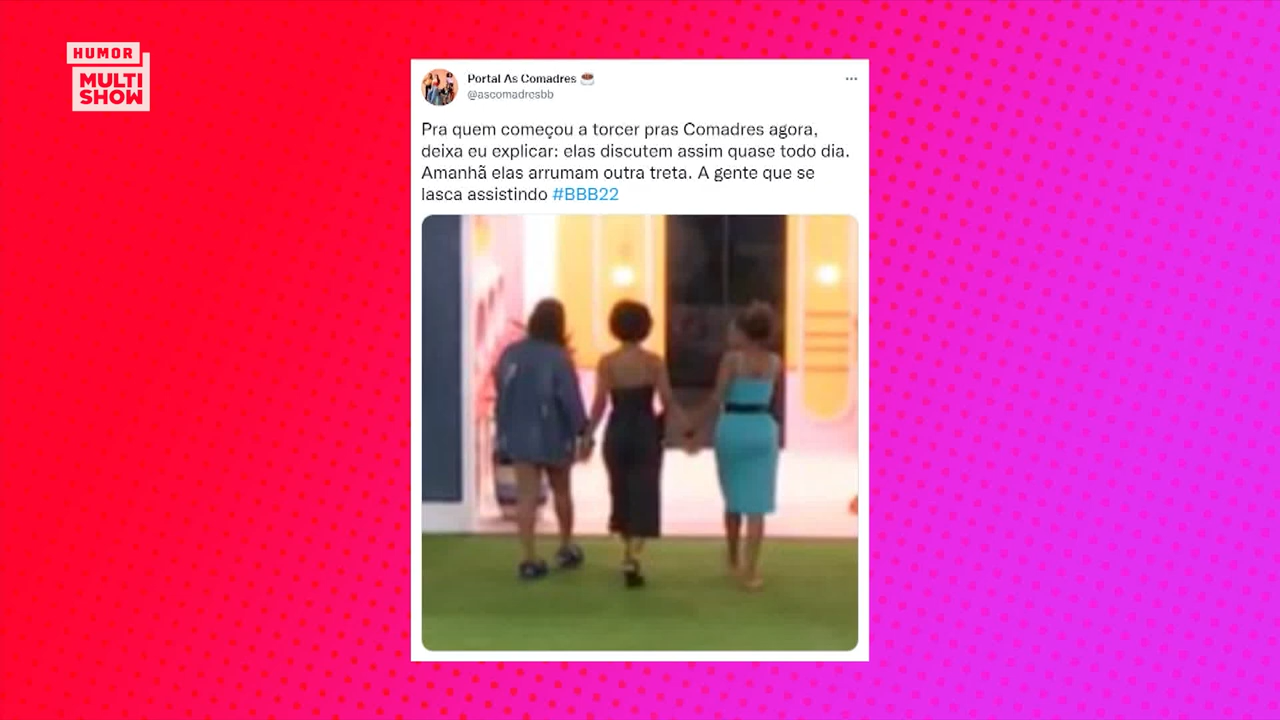 HUMOR
MULTI
SHOW
Portal As Comadres ☕
@ascomadresbb
Pra quem começou a torcer pras Comadres agora,
deixa eu explicar: elas discutem assim quase todo dia.
Amanhã elas arrumam outra treta. A gente que se
lasca assistindo #BBB22